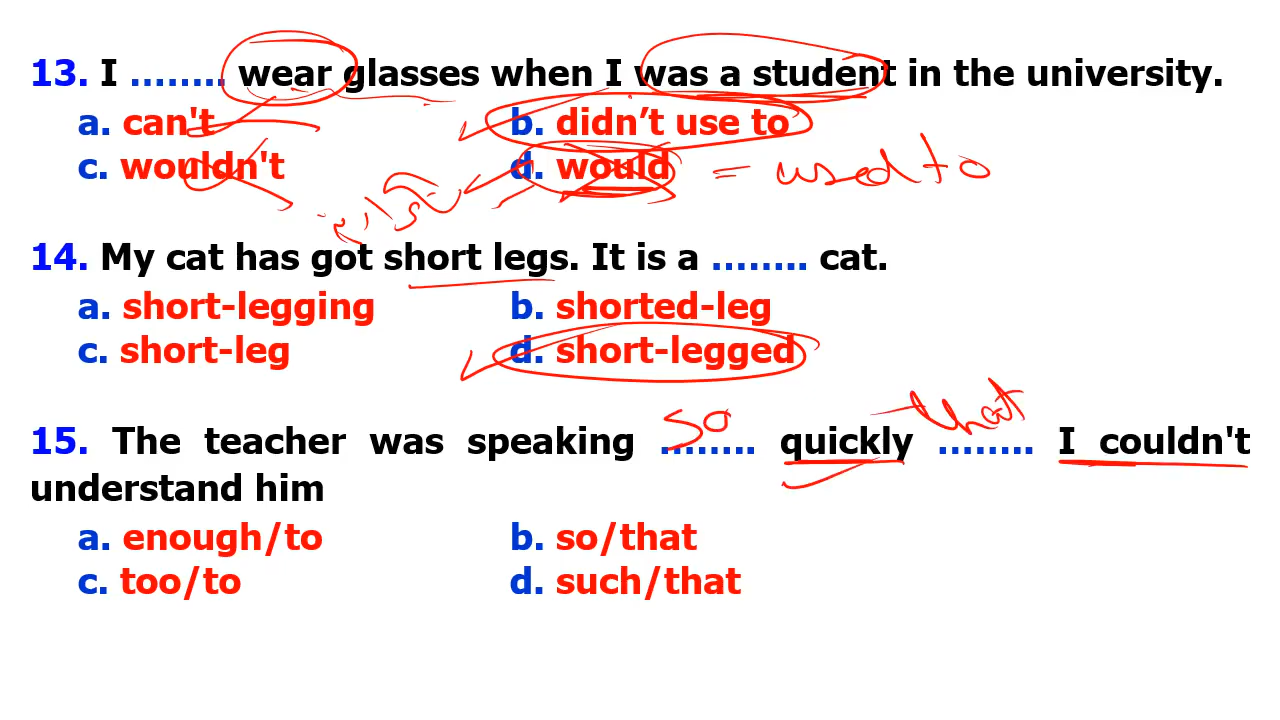 13. I ........ wear glasses when I was a student in the university.
a. can't b. didn't use to
c. wouldn't d. would = used to
14. My cat has got short legs. It is a ........ cat.
a. short-legging b. shorted-leg
c. short-leg d. short-legged
so that
15. The teacher was speaking ........ quickly ........ I couldn't
understand him
a. enough/to b. so/that
c. too/to d. such/that